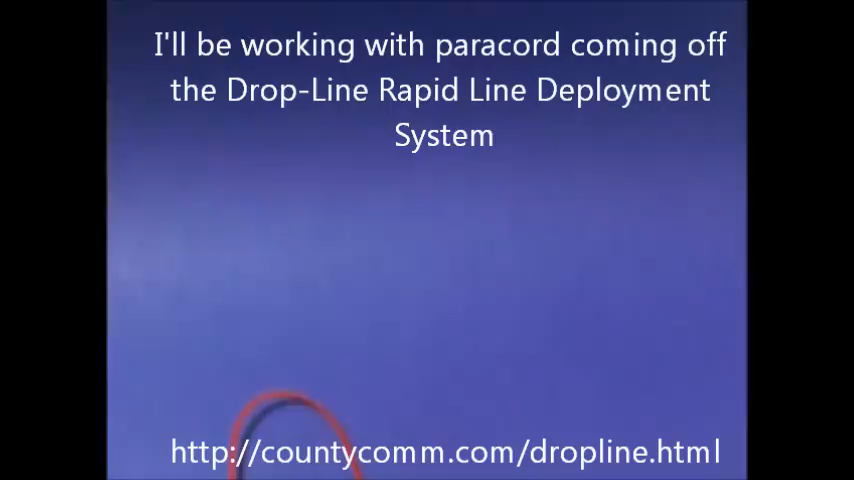 I'll be working with paracord coming off
the Drop-Line Rapid Line Deployment
System
http://countycomm.com/dropline.html